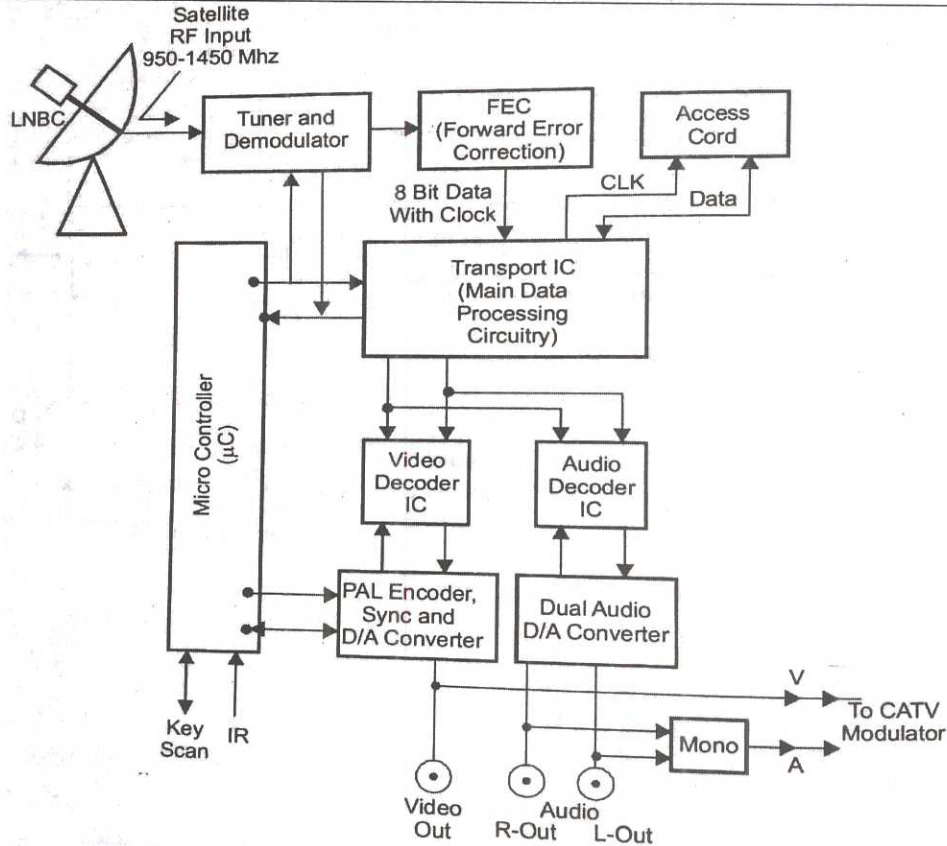 Satellite
RF Input
950-1450 Mhz
LNBC
Tuner and
Demodulator
FEC
(Forward Error
Correction)
Access
Cord
CLK
Data
8 Bit Data
With Clock
Transport IC
(Main Data
Processing
Circuitry)
Micro Controller
(μC)
Video
Decoder
IC
Audio
Decoder
IC
PAL Encoder,
Sync and
D/A Converter
Dual Audio
D/A Converter
Key
Scan
IR
V
To CATV
Modulator
Mono
A
Video
Out
Audio
R-Out
L-Out